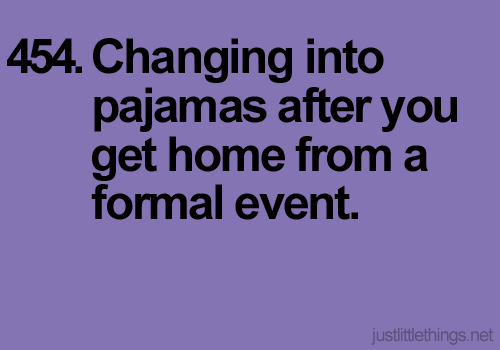 454. Changing into
pajamas after you
get home from a
formal event.
justlittlethings.net